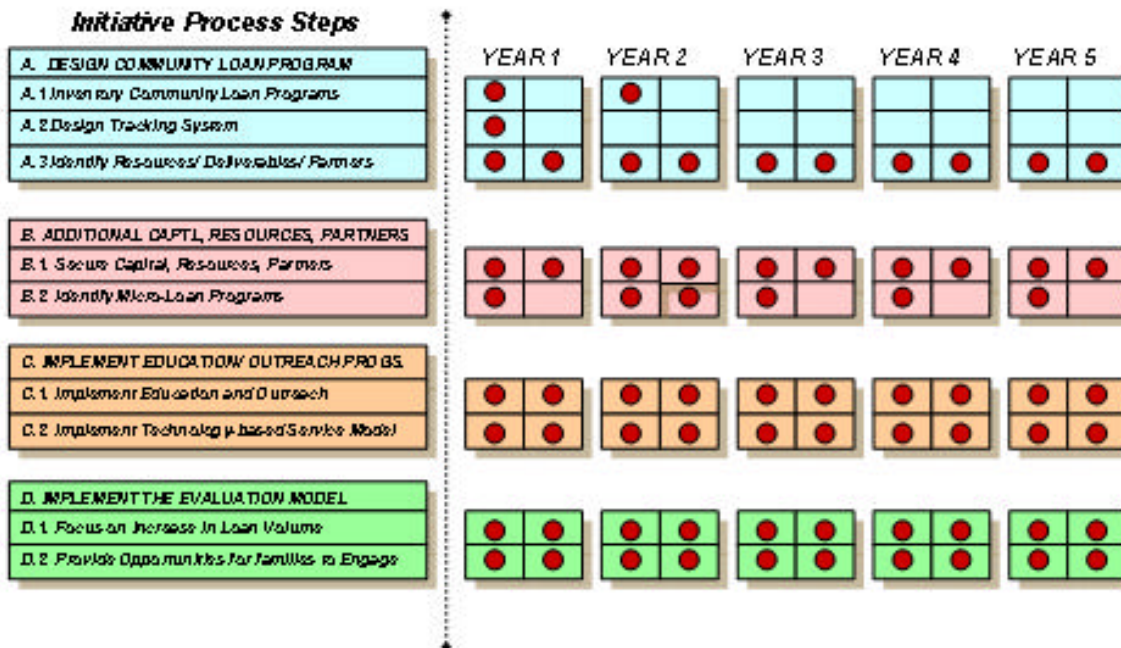 Initiative Process Steps
YEAR 1 YEAR 2 YEAR 3 YEAR 4 YEAR 5
A. DESIGN COMMUNITY LOAN PROGRAM
A.1 Inventory Community Loan Programs
A.2 Design Tracking System
A.3 Identify Resources/ Deliverables/ Partners
B. ADDITIONAL CAPTL, RESOURCES, PARTNERS
B.1 Secure Capital, Resources, Partners
B.2 Identify Micro-Loan Programs
C. IMPLEMENT EDUCATION/ OUTREACH PROGS.
C.1 Implement Education and Outreach
C.2 Implement Technology-based Service Model
D. IMPLEMENT THE EVALUATION MODEL
D.1 Focus on Increase in Loan Volume
D.2 Provide Opportunities for families to Engage